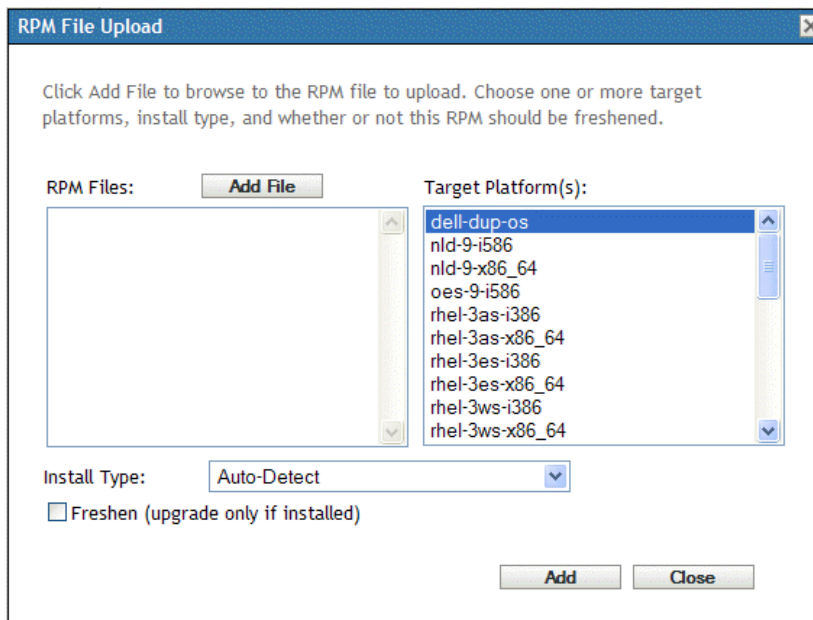 RPM File Upload
Click Add File to browse to the RPM file to upload. Choose one or more target
platforms, install type, and whether or not this RPM should be freshened.
RPM Files:
Add File
Target Platform(s):
dell-dup-os
nld-9-i586
nld-9-x86_64
oes-9-i586
rhel-3as-i386
rhel-3as-x86_64
rhel-3es-i386
rhel-3es-x86_64
rhel-3ws-i386
rhel-3ws-x86_64
Install Type:
Auto-Detect
Freshen (upgrade only if installed)
Add
Close